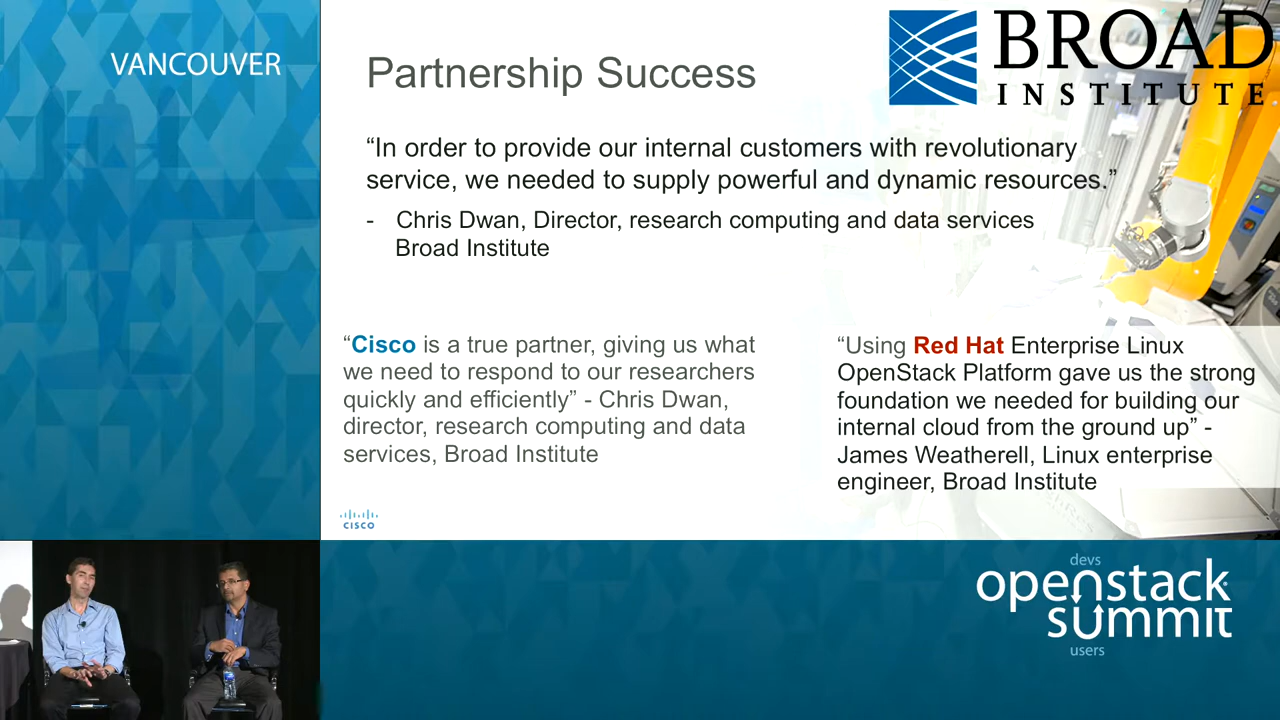 VANCOUVER
Partnership Success
BROAD
INSTITUTE
“In order to provide our internal customers with revolutionary
service, we needed to supply powerful and dynamic resources.”
- Chris Dwan, Director, research computing and data services
Broad Institute
“Cisco is a true partner, giving us what
we need to respond to our researchers
quickly and efficiently” - Chris Dwan,
director, research computing and data
services, Broad Institute
“Using Red Hat Enterprise Linux
OpenStack Platform gave us the strong
foundation we needed for building our
internal cloud from the ground up” -
James Weatherell, Linux enterprise
engineer, Broad Institute
CISCO
devs
openstack
summit
users